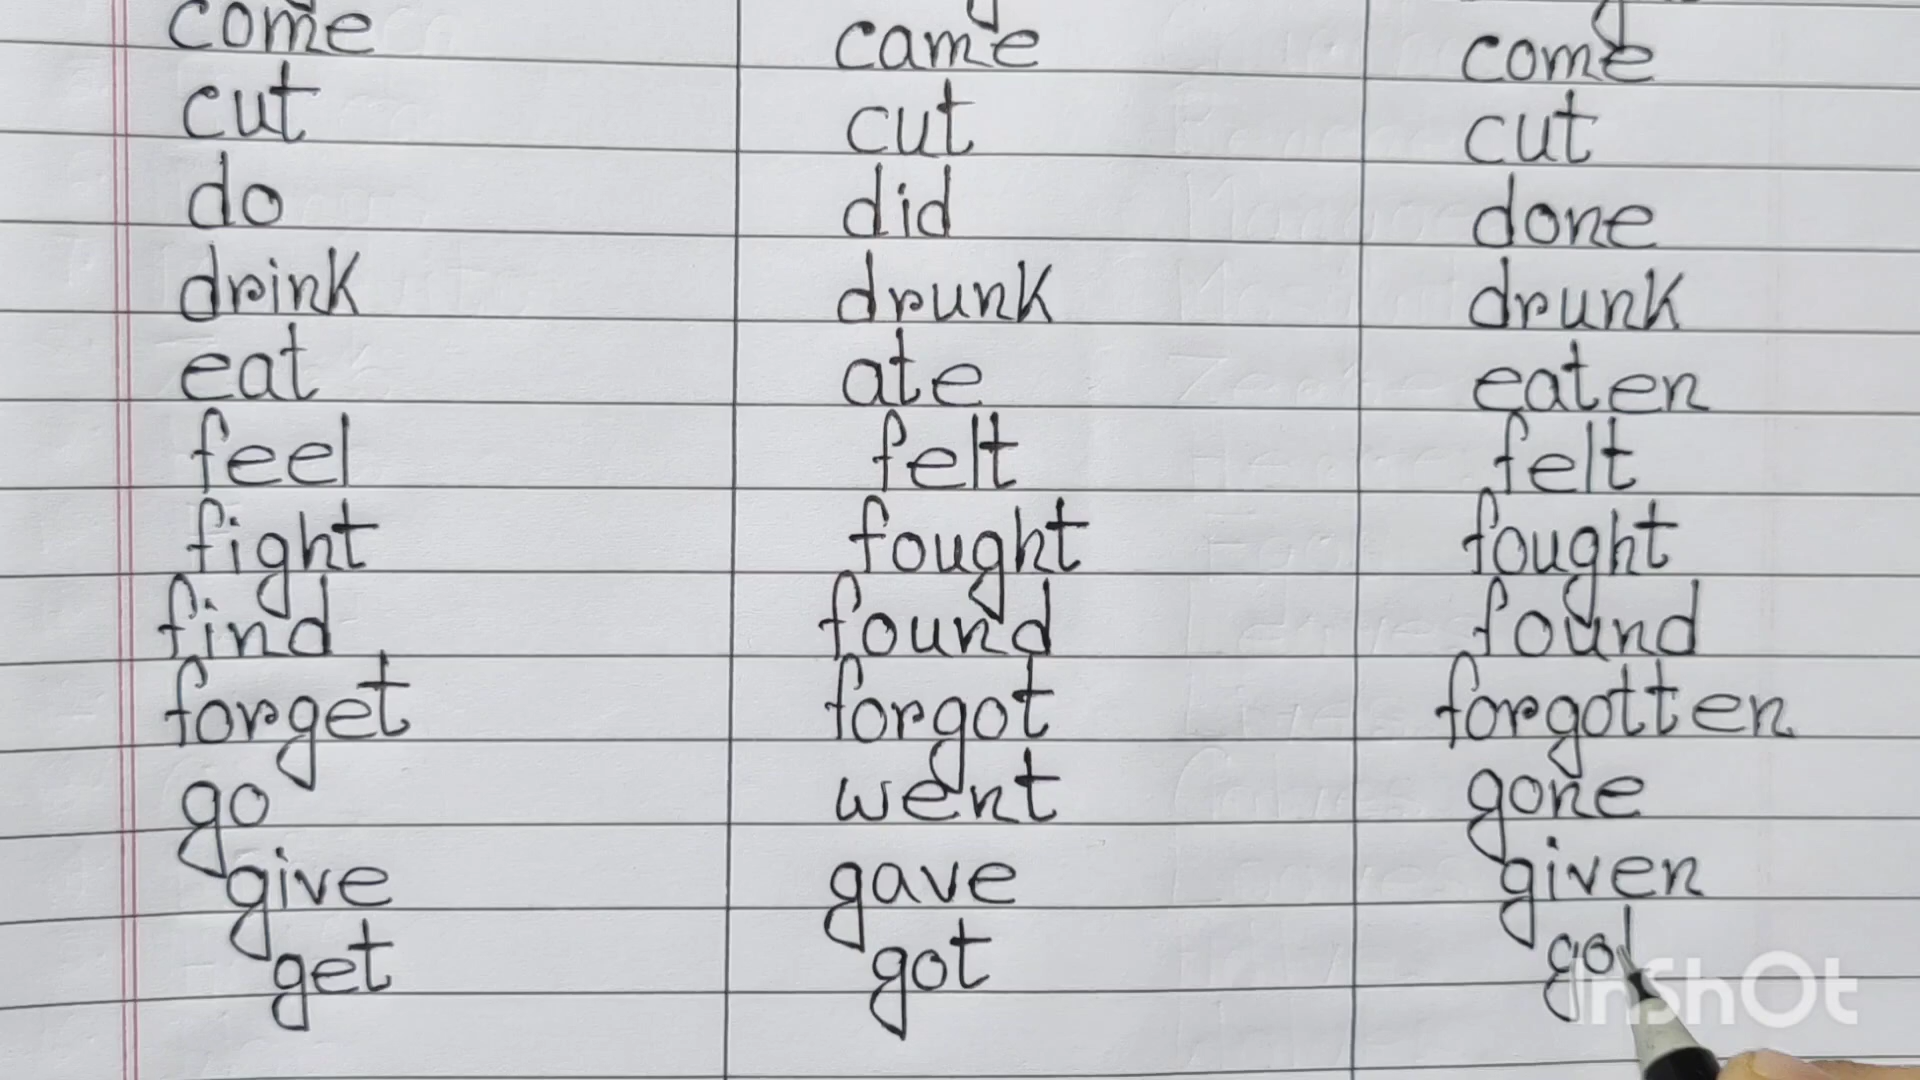 come came come
cut cut cut
do did done
drink drunk drunk
eat ate eaten
feel felt felt
fight fought fought
find found found
forget forgot forgotten
go went gone
give gave given
get got
InShOt